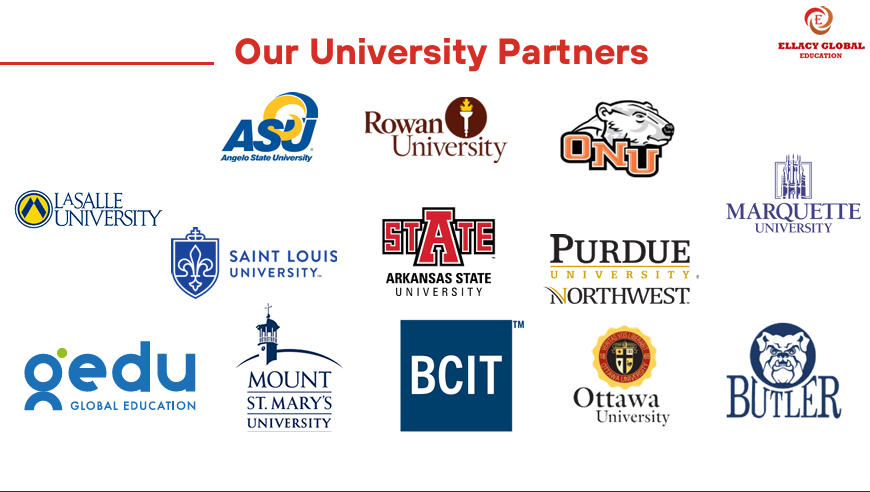 Our University Partners
E
ELLACY GLOBAL
EDUCATION
ASU
Angelo State University
Rowan
University
ONU
LASALLE
UNIVERSITY
MARQUETTE
UNIVERSITY
SAINT LOUIS
UNIVERSITY™
STATE
ARKANSAS STATE
UNIVERSITY
PURDUE
UNIVERSITY®
NORTHWEST
gedu
GLOBAL EDUCATION
MOUNT
ST. MARY'S
UNIVERSITY
BCIT™
Ottawa
University
BUTLER